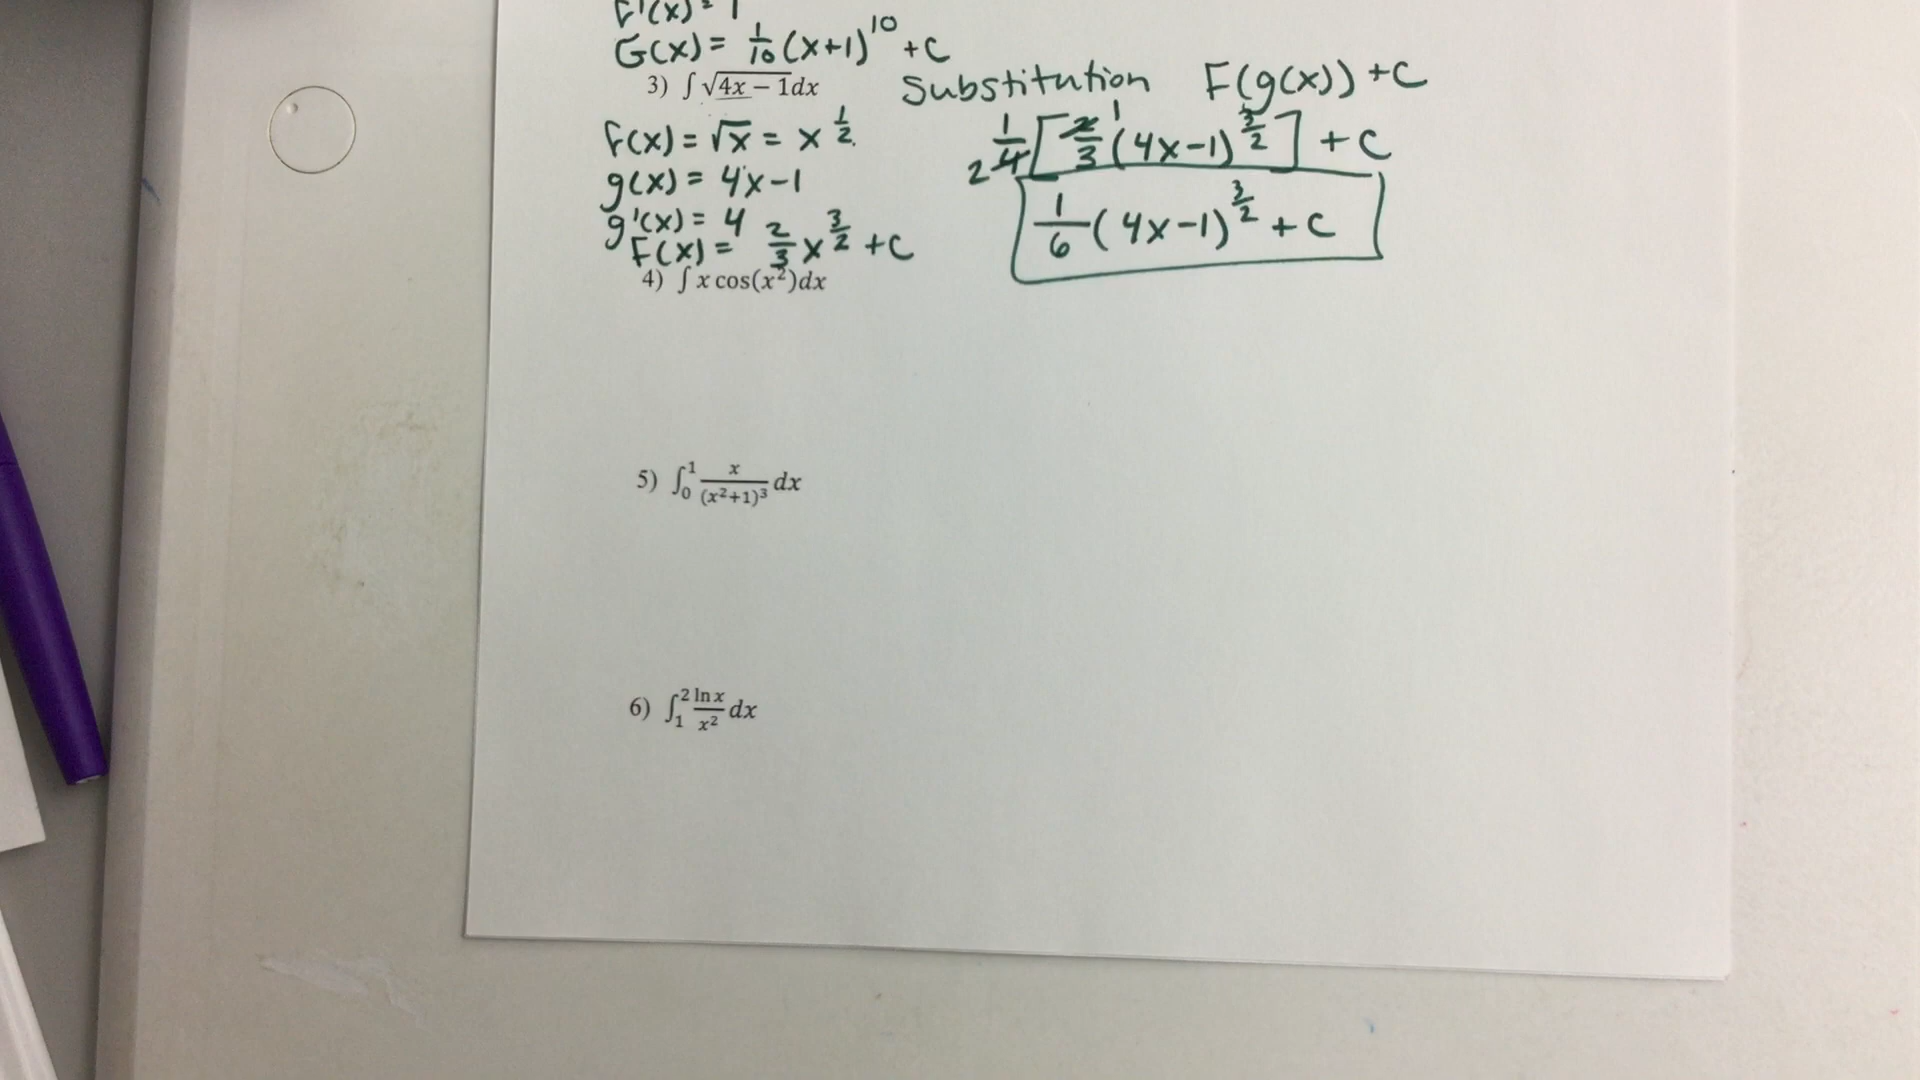 F'(x) = 1
G(x) = 1/10 (x+1)^10 + C
3) ∫ √(4x − 1) dx
Substitution F(g(x)) + C
f(x) = √x = x^(1/2)
g(x) = 4x−1
g'(x) = 4
F(x) = 2/3 x^(3/2) + C
1/4 2 [ 2/3 1 (4x−1)^(3/2) ] + C
1/6 (4x−1)^(3/2) + C
4) ∫ x cos(x²) dx
5) ∫₀¹ x/(x²+1)³ dx
6) ∫₁² ln x/x² dx